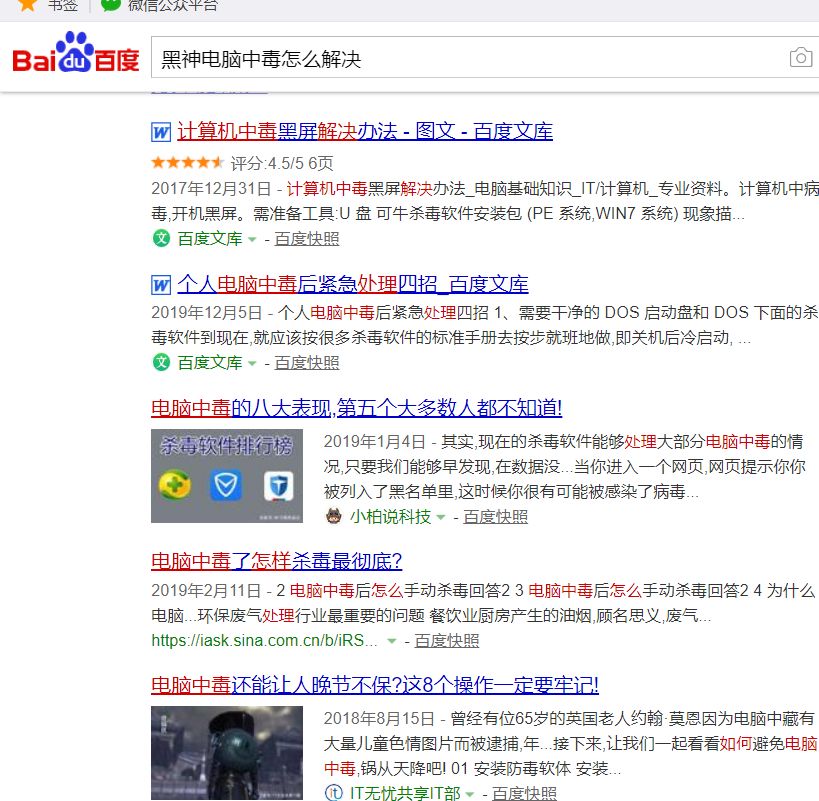 书签
微信公众平台
Bai du 百度
黑神电脑中毒怎么解决
W 计算机中毒黑屏解决办法 - 图文 - 百度文库
评分:4.5/5 6页
2017年12月31日 - 计算机中毒黑屏解决办法_电脑基础知识_IT/计算机_专业资料。计算机中病
毒,开机黑屏。需准备工具:U 盘 可牛杀毒软件安装包 (PE 系统,WIN7 系统) 现象描...
文 百度文库 - 百度快照
W 个人电脑中毒后紧急处理四招_百度文库
2019年12月5日 - 个人电脑中毒后紧急处理四招 1、需要干净的 DOS 启动盘和 DOS 下面的杀
毒软件到现在,就应该按很多杀毒软件的标准手册去按步就班地做,即关机后冷启动, ...
文 百度文库 - 百度快照
电脑中毒的八大表现,第五个大多数人都不知道!
杀毒软件排行榜
2019年1月4日 - 其实,现在的杀毒软件能够处理大部分电脑中毒的情
况,只要我们能够早发现,在数据没...当你进入一个网页,网页提示你你
被列入了黑名单里,这时候你很有可能被感染了病毒...
小柏说科技 - 百度快照
电脑中毒了怎样杀毒最彻底?
2019年2月11日 - 2 电脑中毒后怎么手动杀毒回答2 3 电脑中毒后怎么手动杀毒回答2 4 为什么
电脑...环保废气处理行业最重要的问题 餐饮业厨房产生的油烟,顾名思义,废气...
https://iask.sina.com.cn/b/iRS... - 百度快照
电脑中毒还能让人晚节不保?这8个操作一定要牢记!
2018年8月15日 - 曾经有位65岁的英国老人约翰·莫恩因为电脑中藏有
大量儿童色情图片而被逮捕,年...接下来,让我们一起看看如何避免电脑
中毒,锅从天降吧! 01 安装防毒软体 安装...
it IT无忧共享IT部 - 百度快照